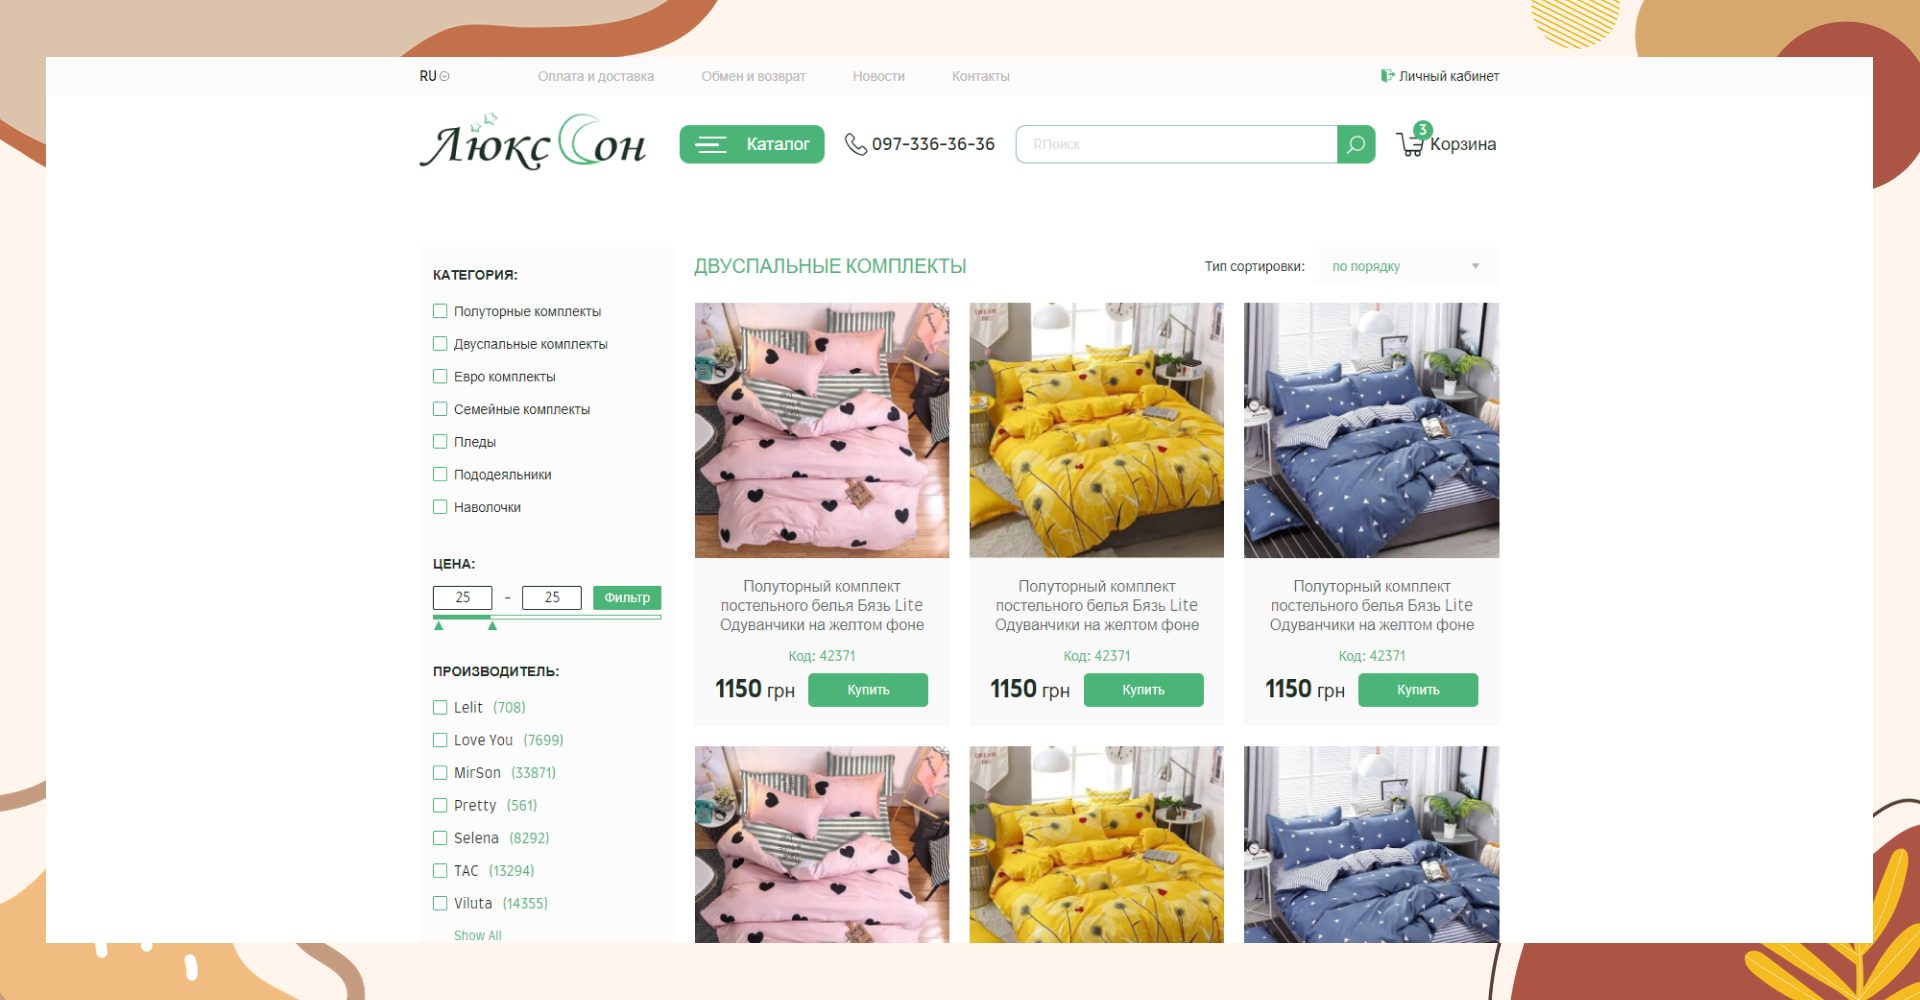 RU
Оплата и доставка
Обмен и возврат
Новости
Контакты
Личный кабинет
Люкс Сон
Каталог
097-336-36-36
RПоиск
3
Корзина
КАТЕГОРИЯ:
Полуторные комплекты
Двуспальные комплекты
Евро комплекты
Семейные комплекты
Пледы
Пододеяльники
Наволочки
ЦЕНА:
25 - 25 Фильтр
ПРОИЗВОДИТЕЛЬ:
Lelit (708)
Love You (7699)
MirSon (33871)
Pretty (561)
Selena (8292)
TAC (13294)
Viluta (14355)
Show All
ДВУСПАЛЬНЫЕ КОМПЛЕКТЫ
Тип сортировки: по порядку
DREAM
BIG
Полуторный комплект
постельного белья Бязь Lite
Одуванчики на желтом фоне
Код: 42371
1150 грн Купить
Полуторный комплект
постельного белья Бязь Lite
Одуванчики на желтом фоне
Код: 42371
1150 грн Купить
Полуторный комплект
постельного белья Бязь Lite
Одуванчики на желтом фоне
Код: 42371
1150 грн Купить
DREAM
BIG